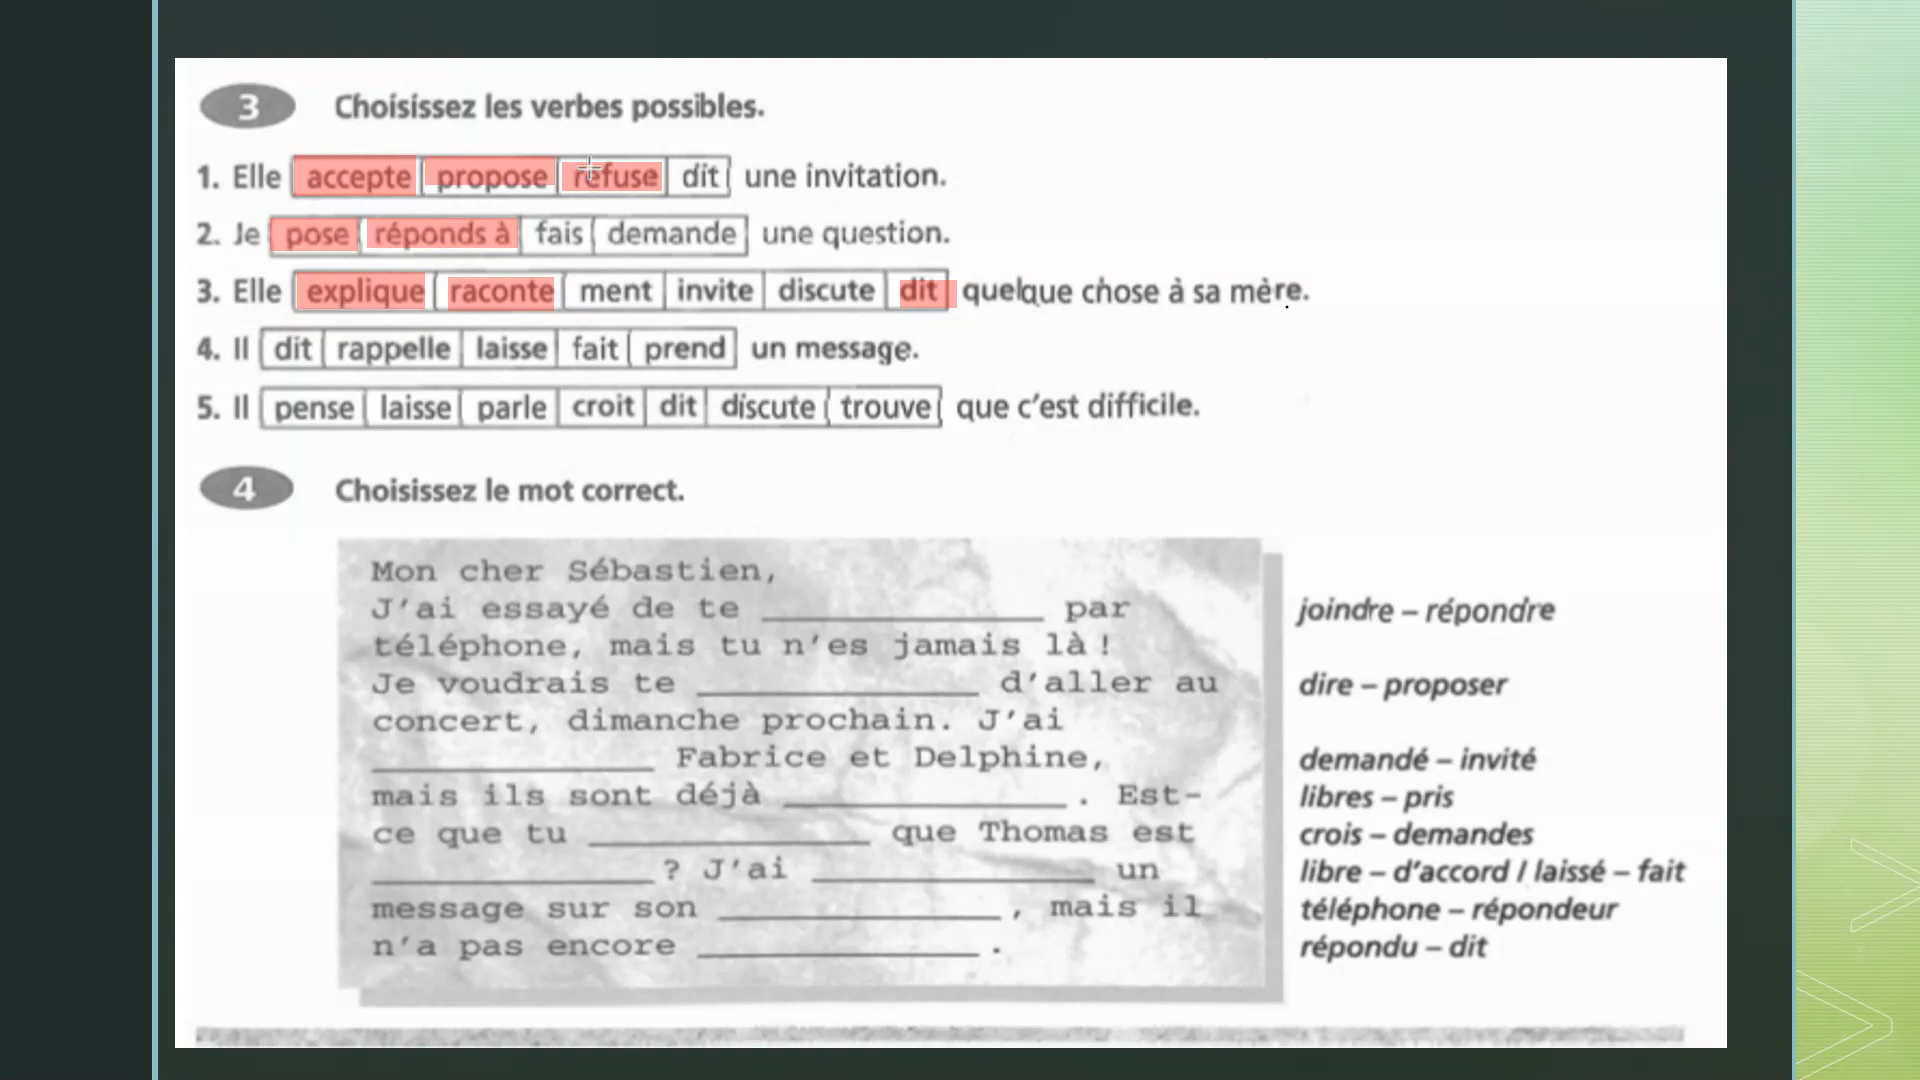 3 Choisissez les verbes possibles.
1. Elle accepte propose refuse dit une invitation.
2. Je pose réponds à fais demande une question.
3. Elle explique raconte ment invite discute dit quelque chose à sa mère.
4. Il dit rappelle laisse fait prend un message.
5. Il pense laisse parle croit dit discute trouve que c'est difficile.
4 Choisissez le mot correct.
Mon cher Sébastien,
J'ai essayé de te ____________ par joindre – répondre
téléphone, mais tu n'es jamais là !
Je voudrais te ____________ d'aller au dire – proposer
concert, dimanche prochain. J'ai
____________ Fabrice et Delphine, demandé – invité
mais ils sont déjà ____________ . Est- libres – pris
ce que tu ____________ que Thomas est crois – demandes
____________ ? J'ai ____________ un libre – d'accord / laissé – fait
message sur son ____________ , mais il téléphone – répondeur
n'a pas encore ____________ . répondu – dit